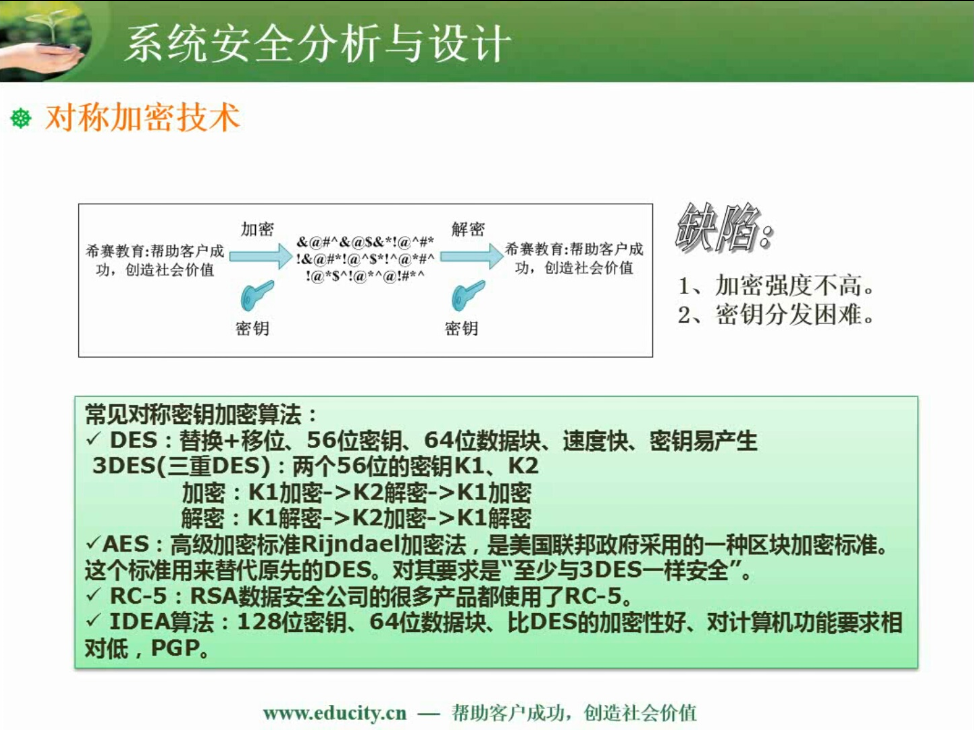 系统安全分析与设计
对称加密技术
加密
解密
希赛教育:帮助客户成
功，创造社会价值
&@#^&@$&*!@^#*
!&@#*!@^$*!^@*#^
!@*$^!@*^@!#*^
希赛教育:帮助客户成
功，创造社会价值
密钥
密钥
缺陷:
1、加密强度不高。
2、密钥分发困难。
常见对称密钥加密算法：
✓ DES：替换+移位、56位密钥、64位数据块、速度快、密钥易产生
3DES(三重DES)：两个56位的密钥K1、K2
加密：K1加密->K2解密->K1加密
解密：K1解密->K2加密->K1解密
✓AES：高级加密标准Rijndael加密法，是美国联邦政府采用的一种区块加密标准。
这个标准用来替代原先的DES。对其要求是“至少与3DES一样安全”。
✓ RC-5：RSA数据安全公司的很多产品都使用了RC-5。
✓ IDEA算法：128位密钥、64位数据块、比DES的加密性好、对计算机功能要求相
对低，PGP。
www.educity.cn — 帮助客户成功，创造社会价值